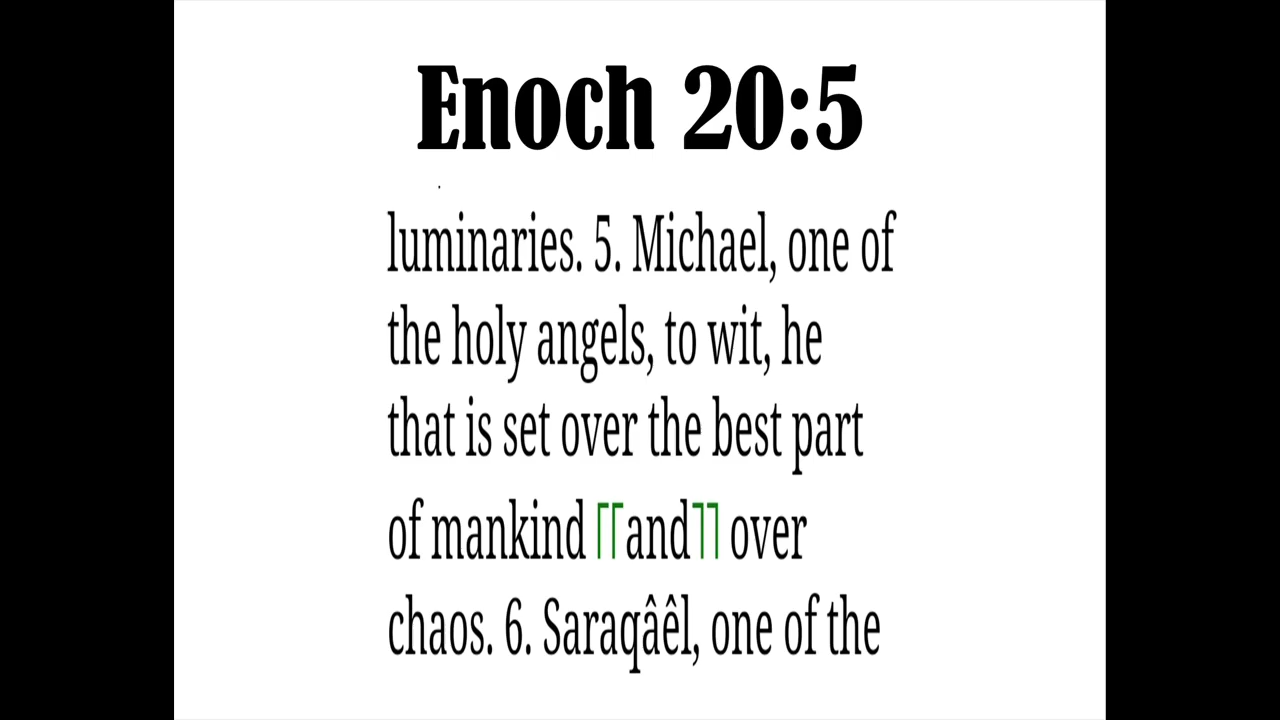 Enoch 20:5
luminaries. 5. Michael, one of
the holy angels, to wit, he
that is set over the best part
of mankind ⌈⌈and⌉⌉ over
chaos. 6. Saraqâêl, one of the